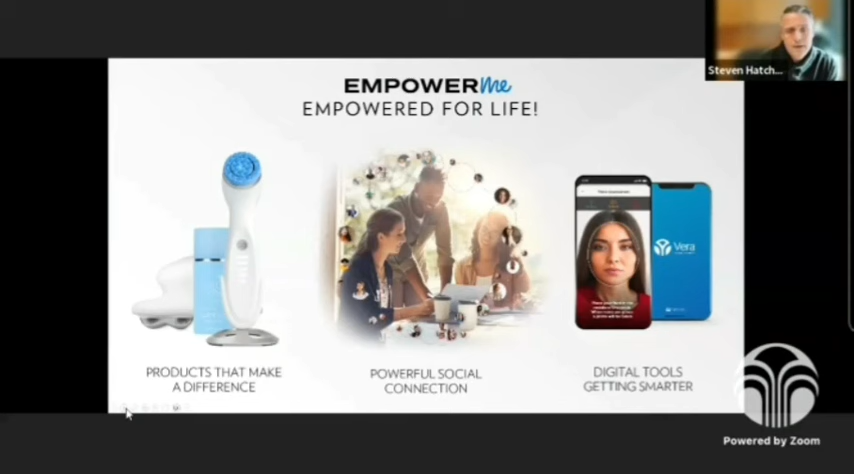 Steven Hatch...
EMPOWERme
EMPOWERED FOR LIFE!
Vera
PRODUCTS THAT MAKE
A DIFFERENCE
POWERFUL SOCIAL
CONNECTION
DIGITAL TOOLS
GETTING SMARTER
Powered by Zoom